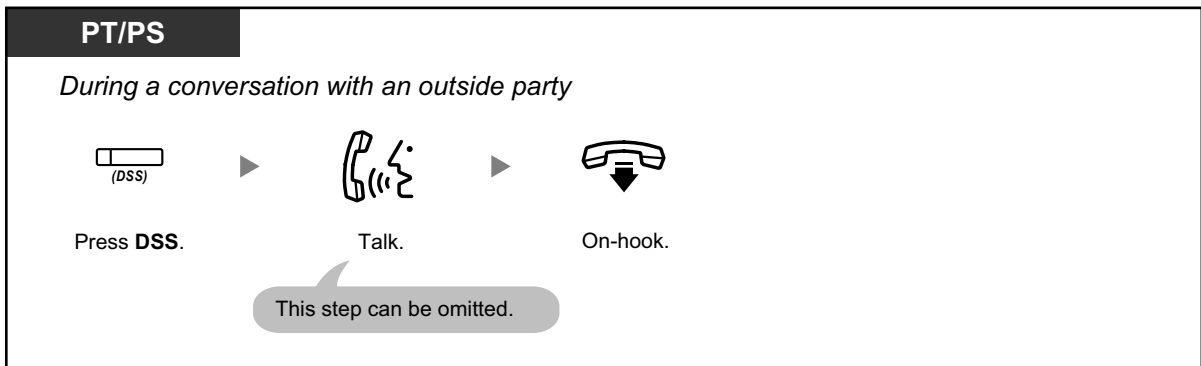 PT/PS
During a conversation with an outside party
(DSS)
Press DSS.
Talk.
On-hook.
This step can be omitted.